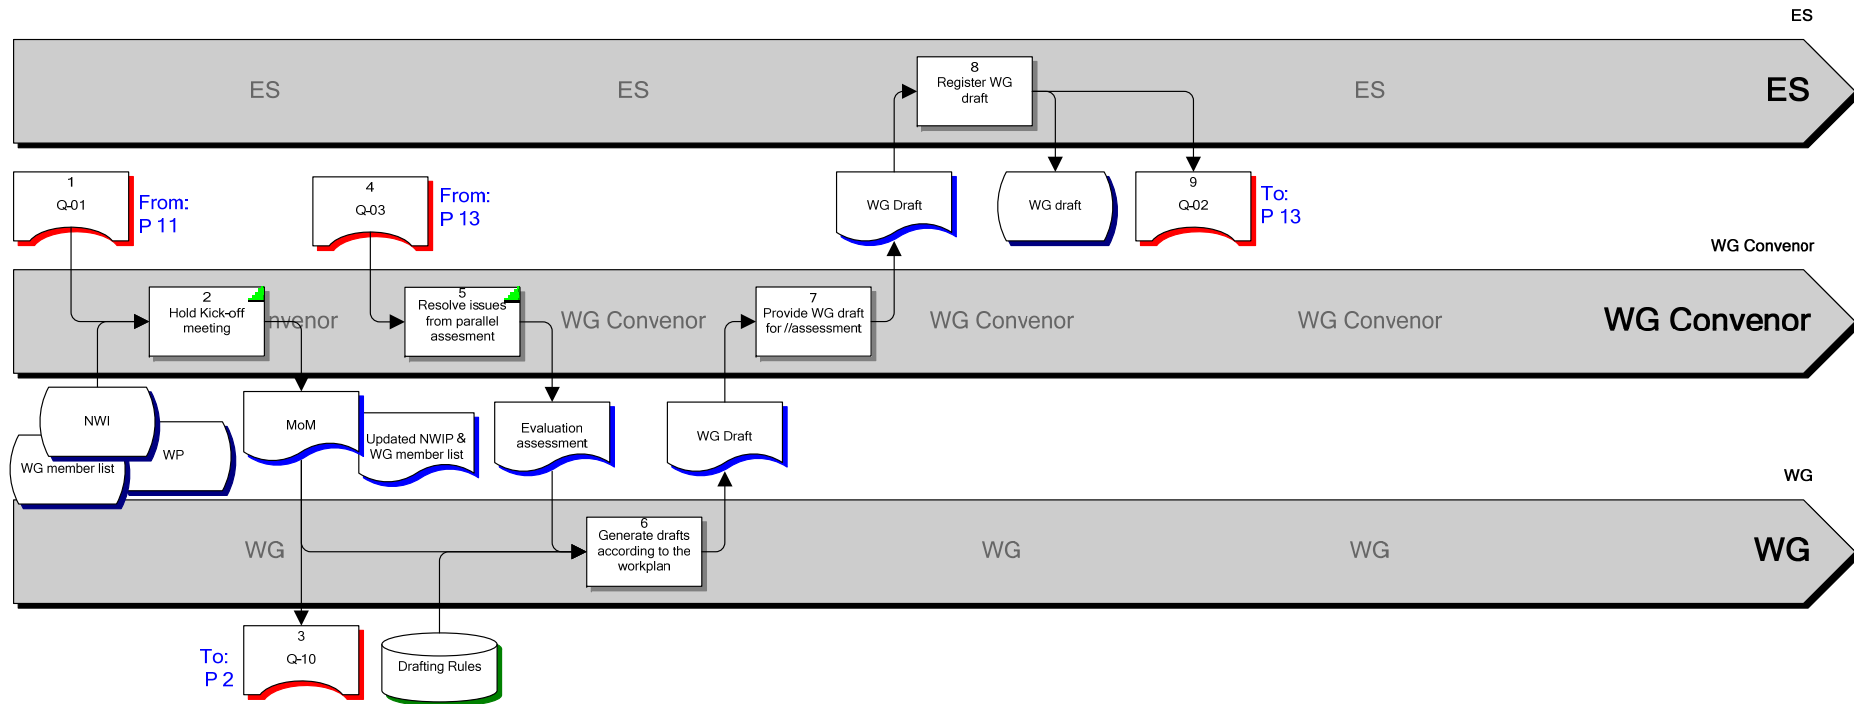 ES
ES
ES
ES
ES
8
Register WG
draft
1
Q-01
From:
P 11
4
Q-03
From:
P 13
WG Draft
WG draft
9
Q-02
To:
P 13
WG Convenor
2
Hold Kick-off
meeting
nvenor
5
Resolve issues
from parallel
assesment
WG Convenor
7
Provide WG draft
for //assessment
WG Convenor
WG Convenor
WG Convenor
NWI
WG member list
WP
MoM
Updated NWIP &
WG member list
Evaluation
assessment
WG Draft
WG
WG
6
Generate drafts
according to the
workplan
WG
WG
WG
To:
P 2
3
Q-10
Drafting Rules